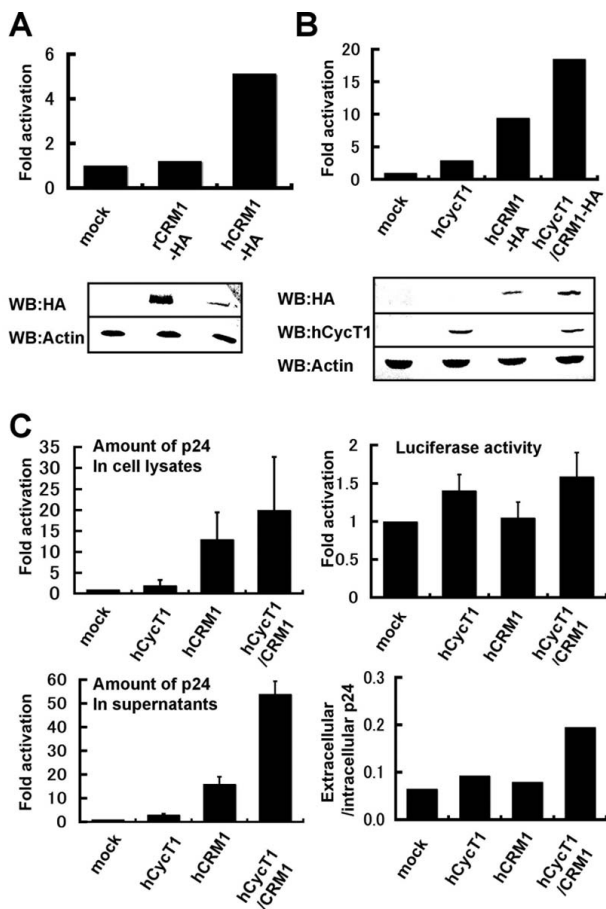 A
Fold activation
6
4
2
0
mock
rCRM1
-HA
hCRM1
-HA
WB:HA
WB:Actin
B
Fold activation
20
15
10
5
0
mock
hCycT1
hCRM1
-HA
hCycT1
/CRM1-HA
WB:HA
WB:hCycT1
WB:Actin
C
Amount of p24
In cell lysates
Fold activation
35
30
25
20
15
10
5
0
mock
hCycT1
hCRM1
hCycT1
/CRM1
Luciferase activity
Fold activation
2
1.5
1
0.5
0
mock
hCycT1
hCRM1
hCycT1
/CRM1
Amount of p24
In supernatants
Fold activation
60
50
40
30
20
10
0
mock
hCycT1
hCRM1
hCycT1
/CRM1
Extracellular
/intracellular p24
0.3
0.2
0.1
0.0
mock
hCycT1
hCRM1
hCycT1
/CRM1